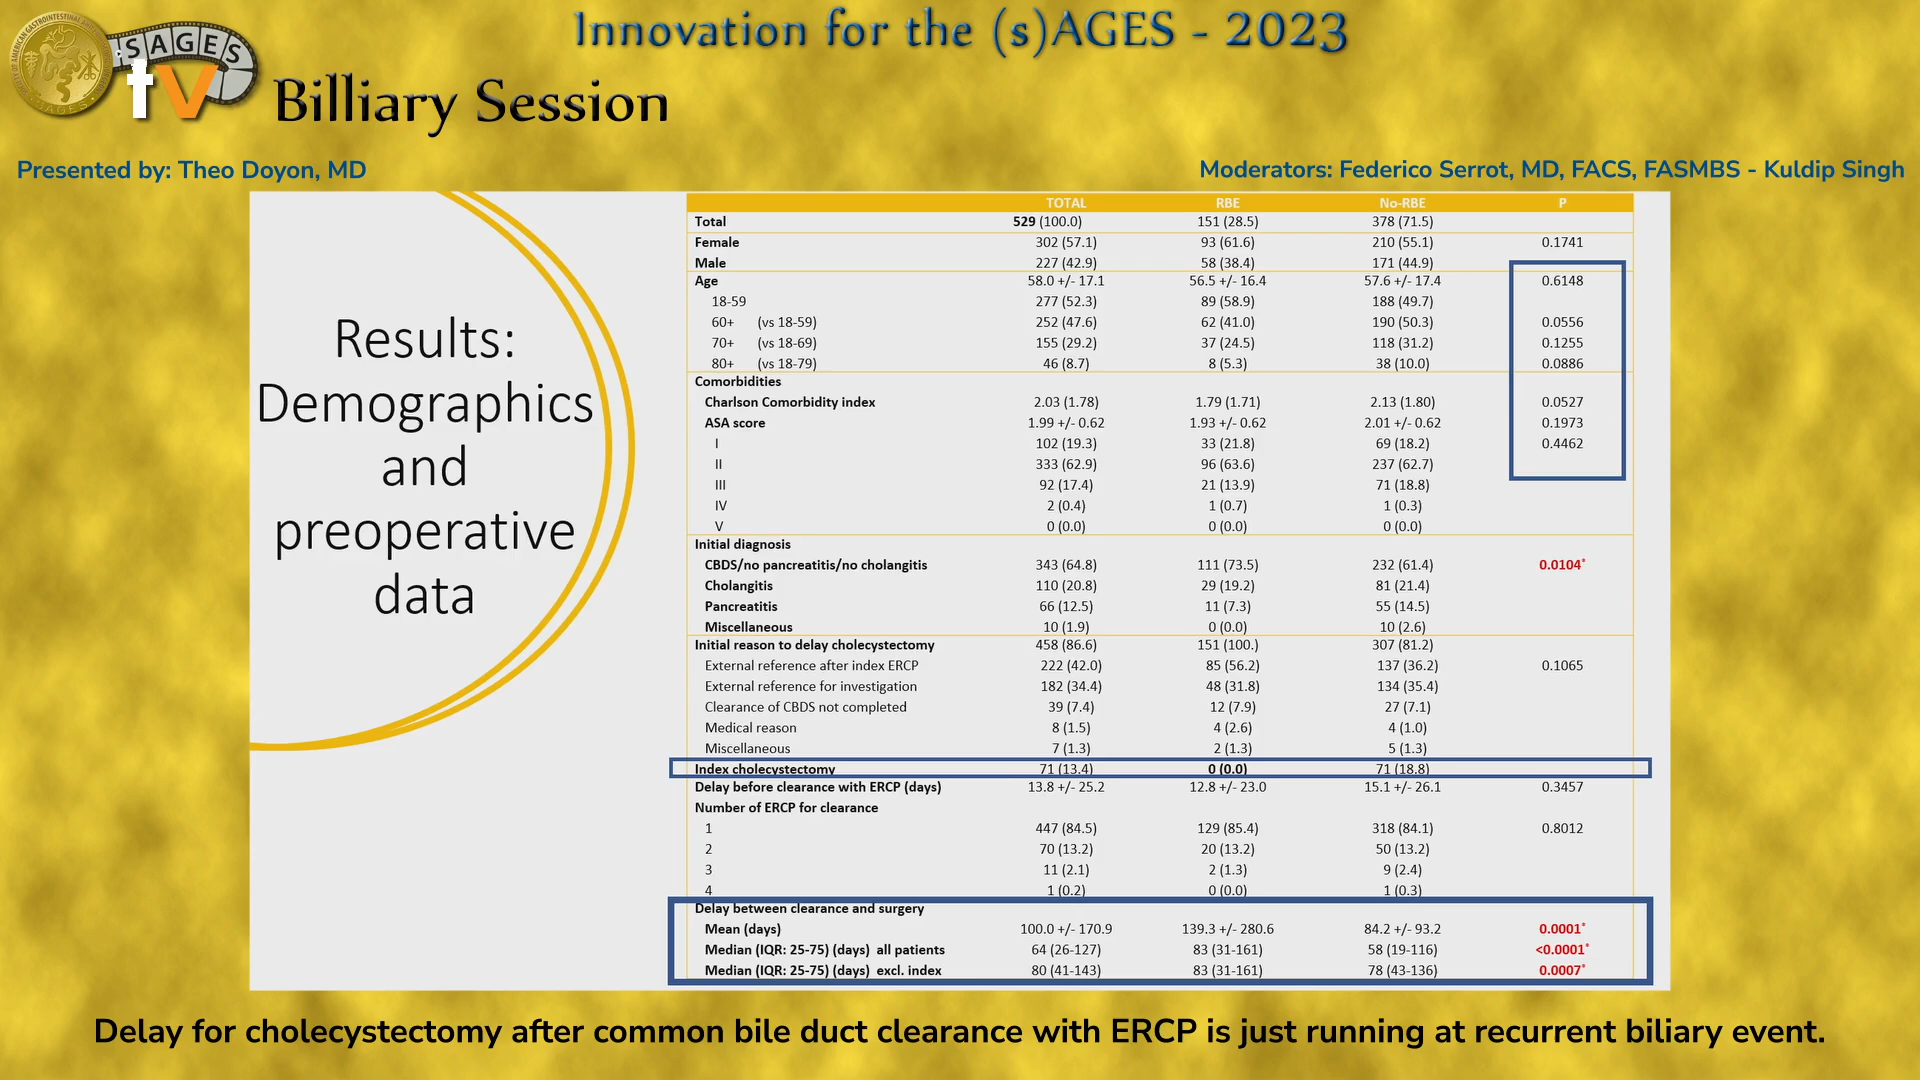 Innovation for the (s)AGES - 2023
SAGES
tv
Billiary Session
Presented by: Theo Doyon, MD
Moderators: Federico Serrot, MD, FACS, FASMBS - Kuldip Singh
Results:
Demographics
and
preoperative
data
TOTAL RBE No-RBE P
Total 529 (100.0) 151 (28.5) 378 (71.5)
Female 302 (57.1) 93 (61.6) 210 (55.1) 0.1741
Male 227 (42.9) 58 (38.4) 171 (44.9)
Age 58.0 +/- 17.1 56.5 +/- 16.4 57.6 +/- 17.4 0.6148
18-59 277 (52.3) 89 (58.9) 188 (49.7)
60+ (vs 18-59) 252 (47.6) 62 (41.0) 190 (50.3) 0.0556
70+ (vs 18-69) 155 (29.2) 37 (24.5) 118 (31.2) 0.1255
80+ (vs 18-79) 46 (8.7) 8 (5.3) 38 (10.0) 0.0886
Comorbidities
Charlson Comorbidity index 2.03 (1.78) 1.79 (1.71) 2.13 (1.80) 0.0527
ASA score 1.99 +/- 0.62 1.93 +/- 0.62 2.01 +/- 0.62 0.1973
I 102 (19.3) 33 (21.8) 69 (18.2) 0.4462
II 333 (62.9) 96 (63.6) 237 (62.7)
III 92 (17.4) 21 (13.9) 71 (18.8)
IV 2 (0.4) 1 (0.7) 1 (0.3)
V 0 (0.0) 0 (0.0) 0 (0.0)
Initial diagnosis
CBDS/no pancreatitis/no cholangitis 343 (64.8) 111 (73.5) 232 (61.4) 0.0104*
Cholangitis 110 (20.8) 29 (19.2) 81 (21.4)
Pancreatitis 66 (12.5) 11 (7.3) 55 (14.5)
Miscellaneous 10 (1.9) 0 (0.0) 10 (2.6)
Initial reason to delay cholecystectomy 458 (86.6) 151 (100.) 307 (81.2)
External reference after index ERCP 222 (42.0) 85 (56.2) 137 (36.2) 0.1065
External reference for investigation 182 (34.4) 48 (31.8) 134 (35.4)
Clearance of CBDS not completed 39 (7.4) 12 (7.9) 27 (7.1)
Medical reason 8 (1.5) 4 (2.6) 4 (1.0)
Miscellaneous 7 (1.3) 2 (1.3) 5 (1.3)
Index cholecystectomy 71 (13.4) 0 (0.0) 71 (18.8)
Delay before clearance with ERCP (days) 13.8 +/- 25.2 12.8 +/- 23.0 15.1 +/- 26.1 0.3457
Number of ERCP for clearance
1 447 (84.5) 129 (85.4) 318 (84.1) 0.8012
2 70 (13.2) 20 (13.2) 50 (13.2)
3 11 (2.1) 2 (1.3) 9 (2.4)
4 1 (0.2) 0 (0.0) 1 (0.3)
Delay between clearance and surgery
Mean (days) 100.0 +/- 170.9 139.3 +/- 280.6 84.2 +/- 93.2 0.0001*
Median (IQR: 25-75) (days) all patients 64 (26-127) 83 (31-161) 58 (19-116) <0.0001*
Median (IQR: 25-75) (days) excl. index 80 (41-143) 83 (31-161) 78 (43-136) 0.0007*
Delay for cholecystectomy after common bile duct clearance with ERCP is just running at recurrent biliary event.